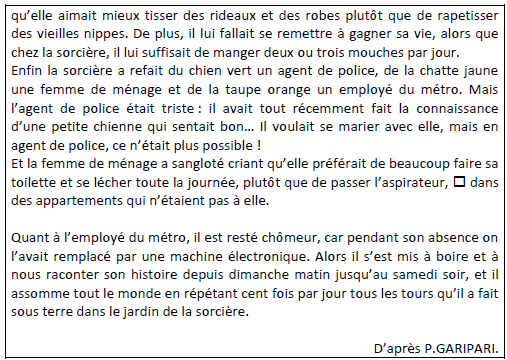 qu'elle aimait mieux tisser des rideaux et des robes plutôt que de rapetisser
des vieilles nippes. De plus, il lui fallait se remettre à gagner sa vie, alors que
chez la sorcière, il lui suffisait de manger deux ou trois mouches par jour.
Enfin la sorcière a refait du chien vert un agent de police, de la chatte jaune
une femme de ménage et de la taupe orange un employé du métro. Mais
l'agent de police était triste : il avait tout récemment fait la connaissance
d'une petite chienne qui sentait bon... Il voulait se marier avec elle, mais en
agent de police, ce n'était plus possible !
Et la femme de ménage a sangloté criant qu'elle préférait de beaucoup faire sa
toilette et se lécher toute la journée, plutôt que de passer l'aspirateur, □ dans
des appartements qui n'étaient pas à elle.

Quant à l'employé du métro, il est resté chômeur, car pendant son absence on
l'avait remplacé par une machine électronique. Alors il s'est mis à boire et à
nous raconter son histoire depuis dimanche matin jusqu'au samedi soir, et il
assomme tout le monde en répétant cent fois par jour tous les tours qu'il a fait
sous terre dans le jardin de la sorcière.

D'après P.GARIPARI.